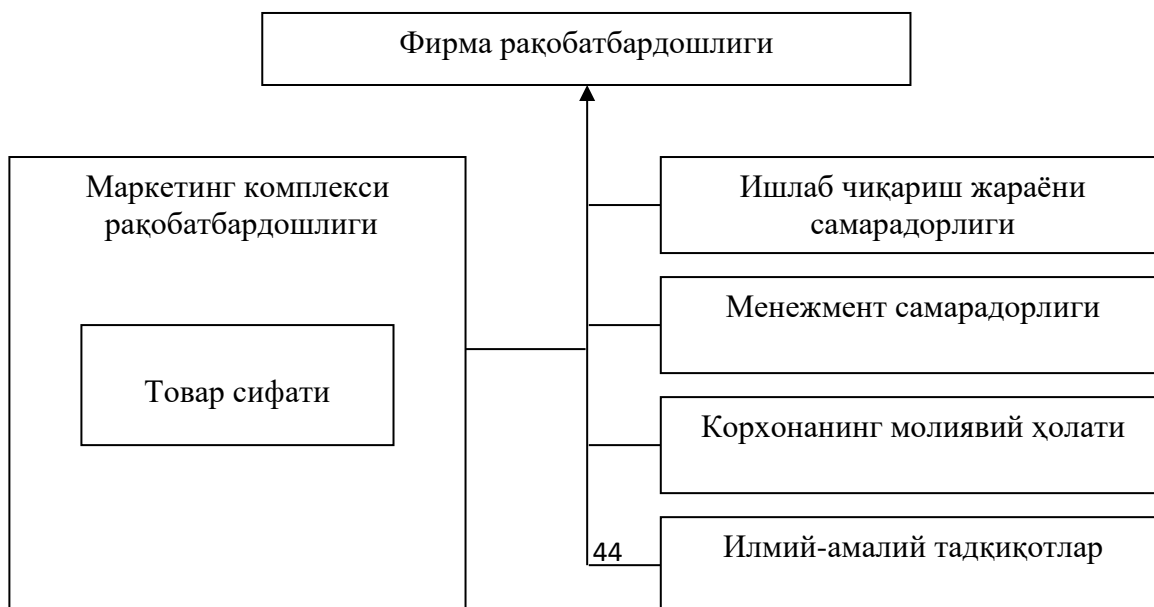 Фирма рақобатбардошлиги
Маркетинг комплекси
рақобатбардошлиги
Товар сифати
Ишлаб чиқариш жараёни
самарадорлиги
Менежмент самарадорлиги
Корхонанинг молиявий ҳолати
Илмий-амалий тадқиқотлар
44